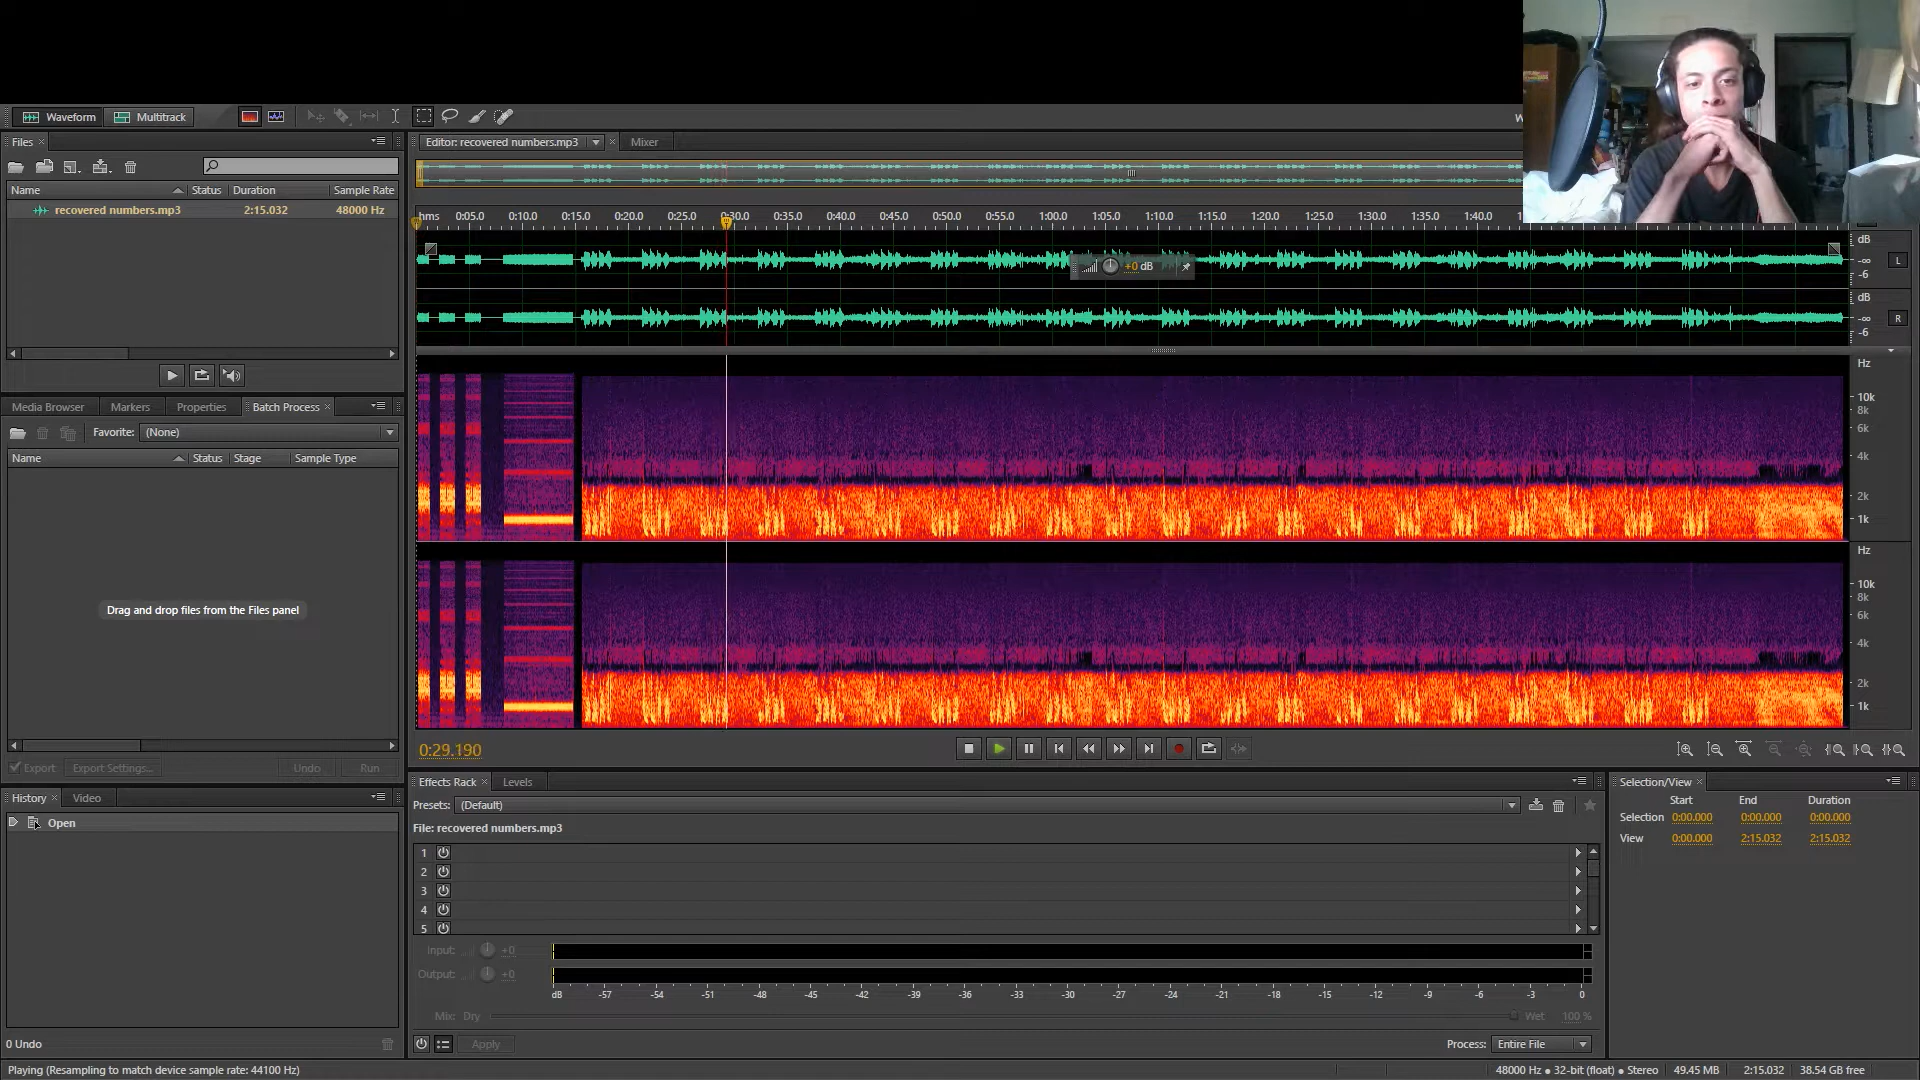 Waveform Multitrack
Files
Name Status Duration Sample Rate
recovered numbers.mp3 2:15.032 48000 Hz
Media Browser Markers Properties Batch Process
Favorite: (None)
Name Status Stage Sample Type
Drag and drop files from the Files panel
Export Export Settings... Undo Run
History Video
Open
0 Undo
Editor: recovered numbers.mp3 Mixer
hms 0:05.0 0:10.0 0:15.0 0:20.0 0:25.0 0:30.0 0:35.0 0:40.0 0:45.0 0:50.0 0:55.0 1:00.0 1:05.0 1:10.0 1:15.0 1:20.0 1:25.0 1:30.0 1:35.0 1:40.0
+0 dB
dB
-∞
-6
L
dB
-∞
-6
R
Hz
10k
8k
6k
4k
2k
1k
Hz
10k
8k
6k
4k
2k
1k
0:29.190
Effects Rack Levels
Presets: (Default)
File: recovered numbers.mp3
1
2
3
4
5
Input: +0
Output: +0
dB -57 -54 -51 -48 -45 -42 -39 -36 -33 -30 -27 -24 -21 -18 -15 -12 -9 -6 -3 0
Mix: Dry Wet 100 %
Apply Process: Entire File
Selection/View
Start End Duration
Selection 0:00.000 0:00.000 0:00.000
View 0:00.000 2:15.032 2:15.032
Playing (Resampling to match device sample rate: 44100 Hz) 48000 Hz ● 32-bit (float) ● Stereo 49.45 MB 2:15.032 38.54 GB free